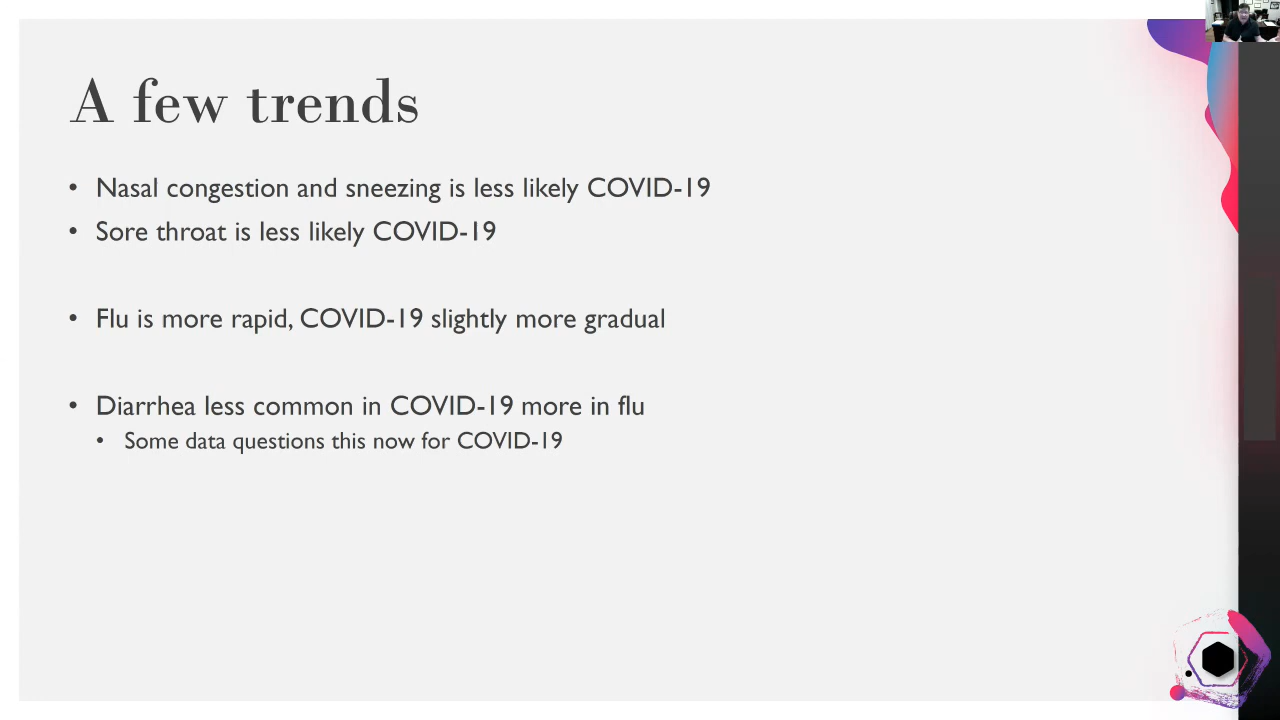 A few trends
• Nasal congestion and sneezing is less likely COVID-19
• Sore throat is less likely COVID-19
• Flu is more rapid, COVID-19 slightly more gradual
• Diarrhea less common in COVID-19 more in flu
• Some data questions this now for COVID-19